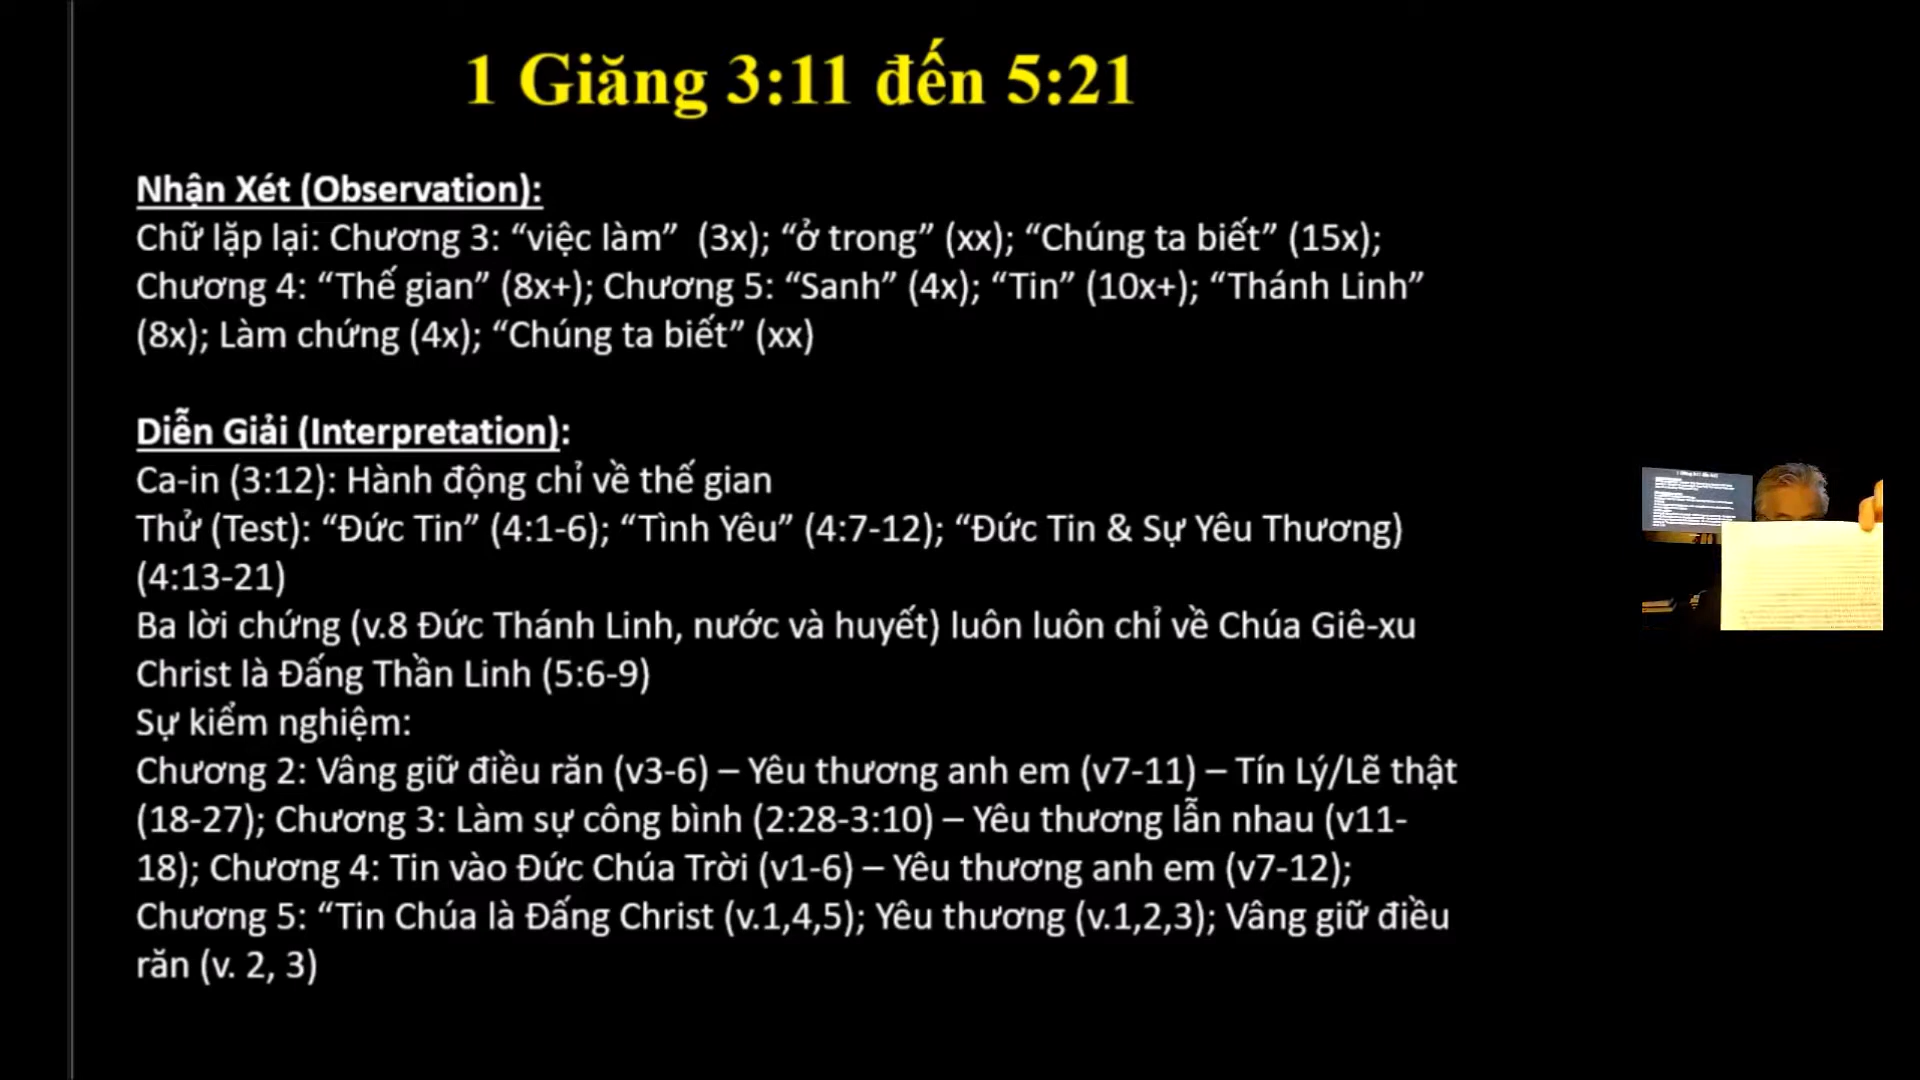 1 Giăng 3:11 đến 5:21
Nhận Xét (Observation):
Chữ lặp lại: Chương 3: “việc làm”  (3x); “ở trong” (xx); “Chúng ta biết” (15x);
Chương 4: “Thế gian” (8x+); Chương 5: “Sanh” (4x); “Tin” (10x+); “Thánh Linh”
(8x); Làm chứng (4x); “Chúng ta biết” (xx)
Diễn Giải (Interpretation):
Ca-in (3:12): Hành động chỉ về thế gian
Thử (Test): “Đức Tin” (4:1-6); “Tình Yêu” (4:7-12); “Đức Tin & Sự Yêu Thương)
(4:13-21)
Ba lời chứng (v.8 Đức Thánh Linh, nước và huyết) luôn luôn chỉ về Chúa Giê-xu
Christ là Đấng Thần Linh (5:6-9)
Sự kiểm nghiệm:
Chương 2: Vâng giữ điều răn (v3-6) – Yêu thương anh em (v7-11) – Tín Lý/Lẽ thật
(18-27); Chương 3: Làm sự công bình (2:28-3:10) – Yêu thương lẫn nhau (v11-
18); Chương 4: Tin vào Đức Chúa Trời (v1-6) – Yêu thương anh em (v7-12);
Chương 5: “Tin Chúa là Đấng Christ (v.1,4,5); Yêu thương (v.1,2,3); Vâng giữ điều
răn (v. 2, 3)